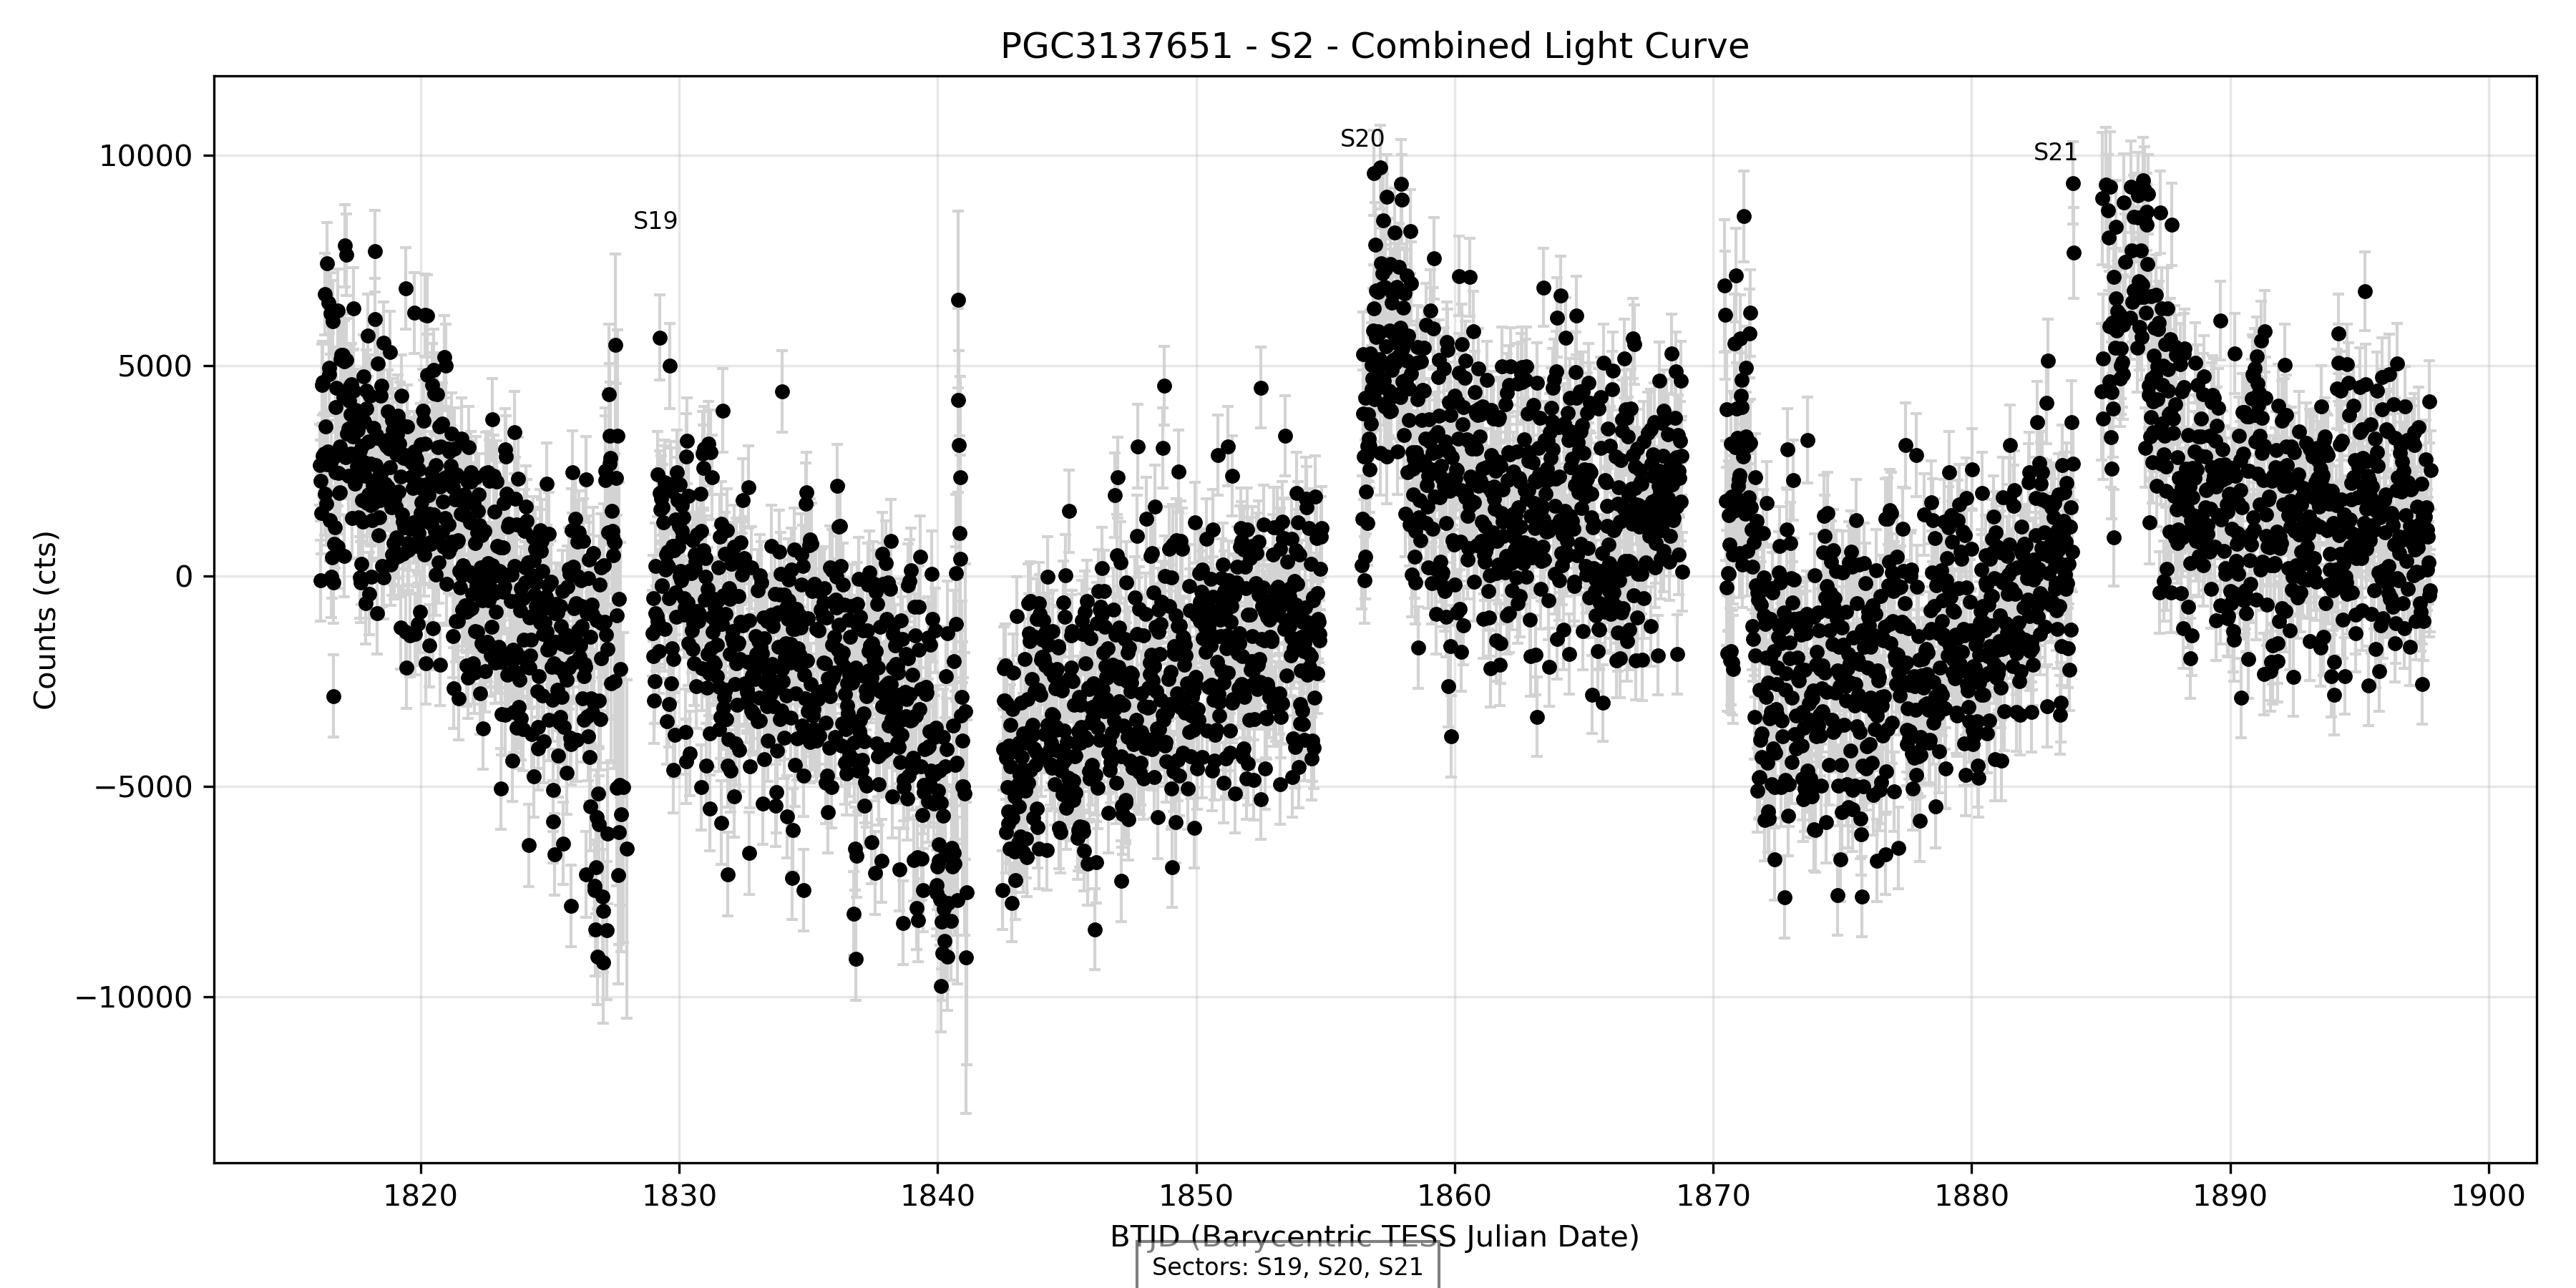 PGC3137651 - S2 - Combined Light Curve
S20
S21
S19
10000
5000
0
−5000
−10000
Counts (cts)
1820 1830 1840 1850 1860 1870 1880 1890 1900
BTJD (Barycentric TESS Julian Date)
Sectors: S19, S20, S21